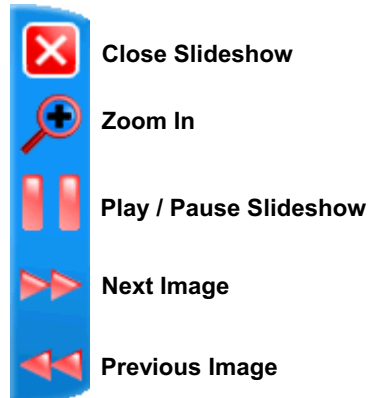 Close Slideshow
Zoom In
Play / Pause Slideshow
Next Image
Previous Image